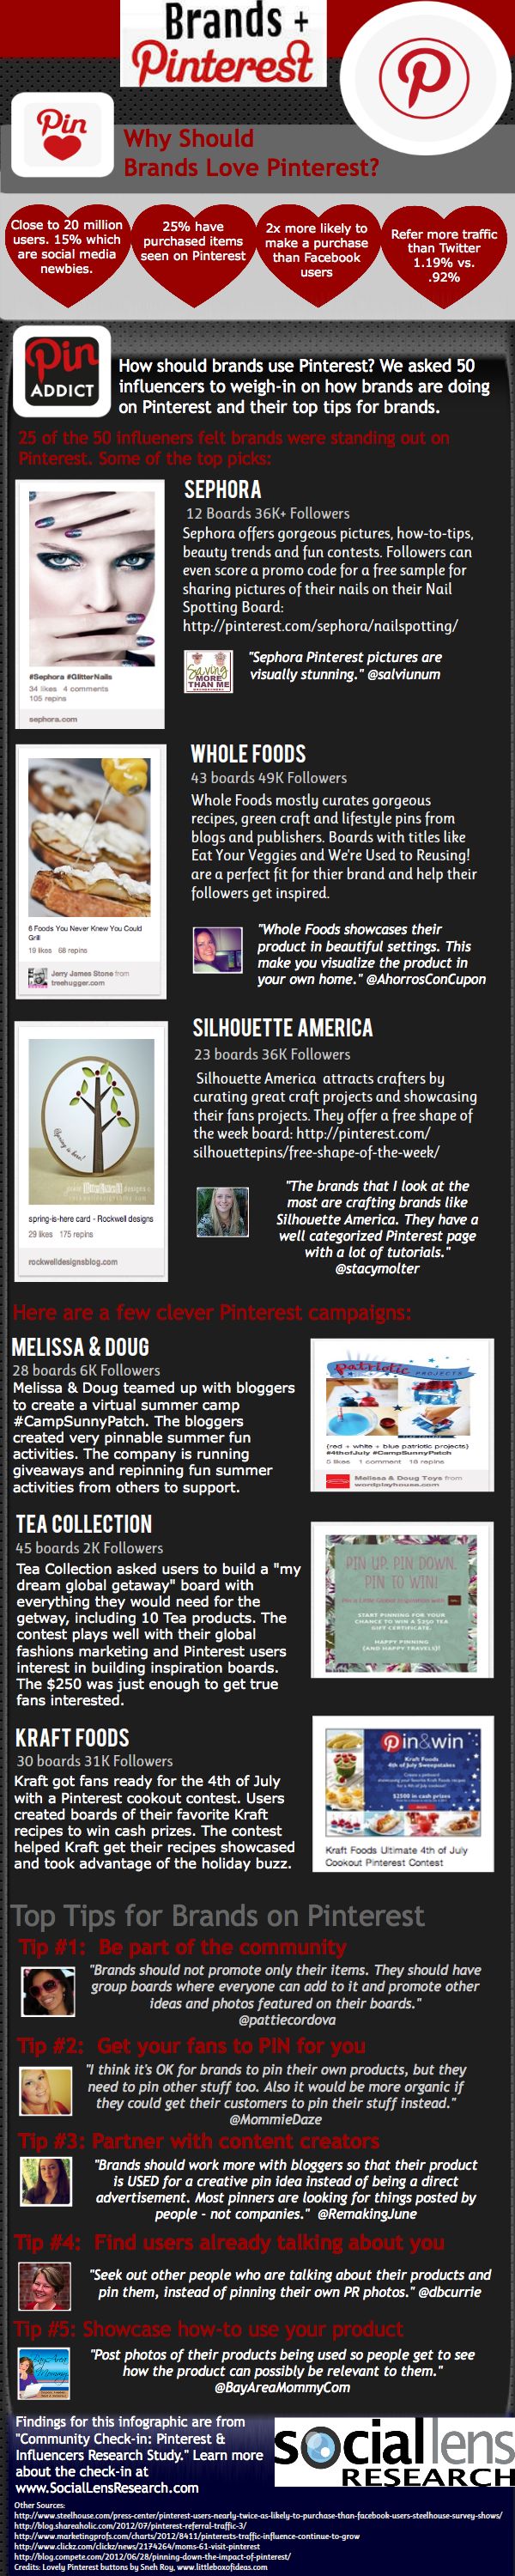 Brands +
Pinterest
Pin
Why Should
Brands Love Pinterest?
Close to 20 million
users. 15% which
are social media
newbies.
25% have
purchased items
seen on Pinterest
2x more likely to
make a purchase
than Facebook
users
Refer more traffic
than Twitter
1.19% vs.
.92%
Pin
ADDICT
How should brands use Pinterest? We asked 50
influencers to weigh-in on how brands are doing
on Pinterest and their top tips for brands.
25 of the 50 influeners felt brands were standing out on
Pinterest. Some of the top picks:
SEPHORA
12 Boards 36K+ Followers
Sephora offers gorgeous pictures, how-to-tips,
beauty trends and fun contests. Followers can
even score a promo code for a free sample for
sharing pictures of their nails on their Nail
Spotting Board:
http://pinterest.com/sephora/nailspotting/
#Sephora #GlitterNails
34 likes 4 comments
105 repins
sephora.com
Saving
MORE
THAN ME
"Sephora Pinterest pictures are
visually stunning." @salviunum
WHOLE FOODS
43 boards 49K Followers
Whole Foods mostly curates gorgeous
recipes, green craft and lifestyle pins from
blogs and publishers. Boards with titles like
Eat Your Veggies and We're Used to Reusing!
are a perfect fit for thier brand and help their
followers get inspired.
6 Foods You Never Knew You Could
Grill
19 likes 68 repins
Jerry James Stone from
treehugger.com
"Whole Foods showcases their
product in beautiful settings. This
make you visualize the product in
your own home." @AhorrosConCupon
SILHOUETTE AMERICA
23 boards 36K Followers
Silhouette America attracts crafters by
curating great craft projects and showcasing
their fans projects. They offer a free shape of
the week board: http://pinterest.com/
silhouettepins/free-shape-of-the-week/
spring-is-here card - Rockwell designs
29 likes 175 repins
rockwelldesignsblog.com
"The brands that I look at the
most are crafting brands like
Silhouette America. They have a
well categorized Pinterest page
with a lot of tutorials."
@stacymolter
Here are a few clever Pinterest campaigns:
MELISSA & DOUG
28 boards 6K Followers
Melissa & Doug teamed up with bloggers
to create a virtual summer camp
#CampSunnyPatch. The bloggers
created very pinnable summer fun
activities. The company is running
giveaways and repinning fun summer
activities from others to support.
Patriotic PROJECTS
{red + white + blue patriotic projects}
#4thofJuly #CampSunnyPatch
5 likes 1 comment 18 repins
Melissa & Doug Toys from
wordplayhouse.com
TEA COLLECTION
45 boards 2K Followers
Tea Collection asked users to build a "my
dream global getaway" board with
everything they would need for the
getway, including 10 Tea products. The
contest plays well with their global
fashions marketing and Pinterest users
interest in building inspiration boards.
The $250 was just enough to get true
fans interested.
PIN UP, PIN DOWN,
PIN TO WIN!
START PINNING FOR YOUR
CHANCE TO WIN A $250 TEA
GIFT CERTIFICATE.
HAPPY PINNING
(AND HAPPY TRAVELS)!
KRAFT FOODS
30 boards 31K Followers
Kraft got fans ready for the 4th of July
with a Pinterest cookout contest. Users
created boards of their favorite Kraft
recipes to win cash prizes. The contest
helped Kraft get their recipes showcased
and took advantage of the holiday buzz.
pin&win
Kraft Foods
4th of July Sweepstakes
$2500 in cash prizes
Kraft Foods Ultimate 4th of July
Cookout Pinterest Contest
Top Tips for Brands on Pinterest
Tip #1: Be part of the community
"Brands should not promote only their items. They should have
group boards where everyone can add to it and promote other
ideas and photos featured on their boards."
@pattiecordova
Tip #2: Get your fans to PIN for you
"I think it's OK for brands to pin their own products, but they
need to pin other stuff too. Also it would be more organic if
they could get their customers to pin their stuff instead."
@MommieDaze
Tip #3: Partner with content creators
"Brands should work more with bloggers so that their product
is USED for a creative pin idea instead of being a direct
advertisement. Most pinners are looking for things posted by
people - not companies." @RemakingJune
Tip #4: Find users already talking about you
"Seek out other people who are talking about their products and
pin them, instead of pinning their own PR photos." @dbcurrie
Tip #5: Showcase how-to use your product
"Post photos of their products being used so people get to see
how the product can possibly be relevant to them."
@BayAreaMommyCom
Findings for this infographic are from
"Community Check-in: Pinterest &
Influencers Research Study." Learn more
about the check-in at
www.SocialLensResearch.com
social lens
RESEARCH
Other Sources:
http://www.steelhouse.com/press-center/pinterest-users-nearly-twice-as-likely-to-purchase-than-facebook-users-steelhouse-survey-shows/
http://blog.shareaholic.com/2012/07/pinterest-referral-traffic-3/
http://www.marketingprofs.com/charts/2012/8411/pinterests-traffic-influence-continue-to-grow
http://www.clickz.com/clickz/news/2174264/moms-61-visit-pinterest
http://blog.compete.com/2012/06/28/pinning-down-the-impact-of-pinterest/
Credits: Lovely Pinterest buttons by Sneh Roy, www.littleboxofideas.com